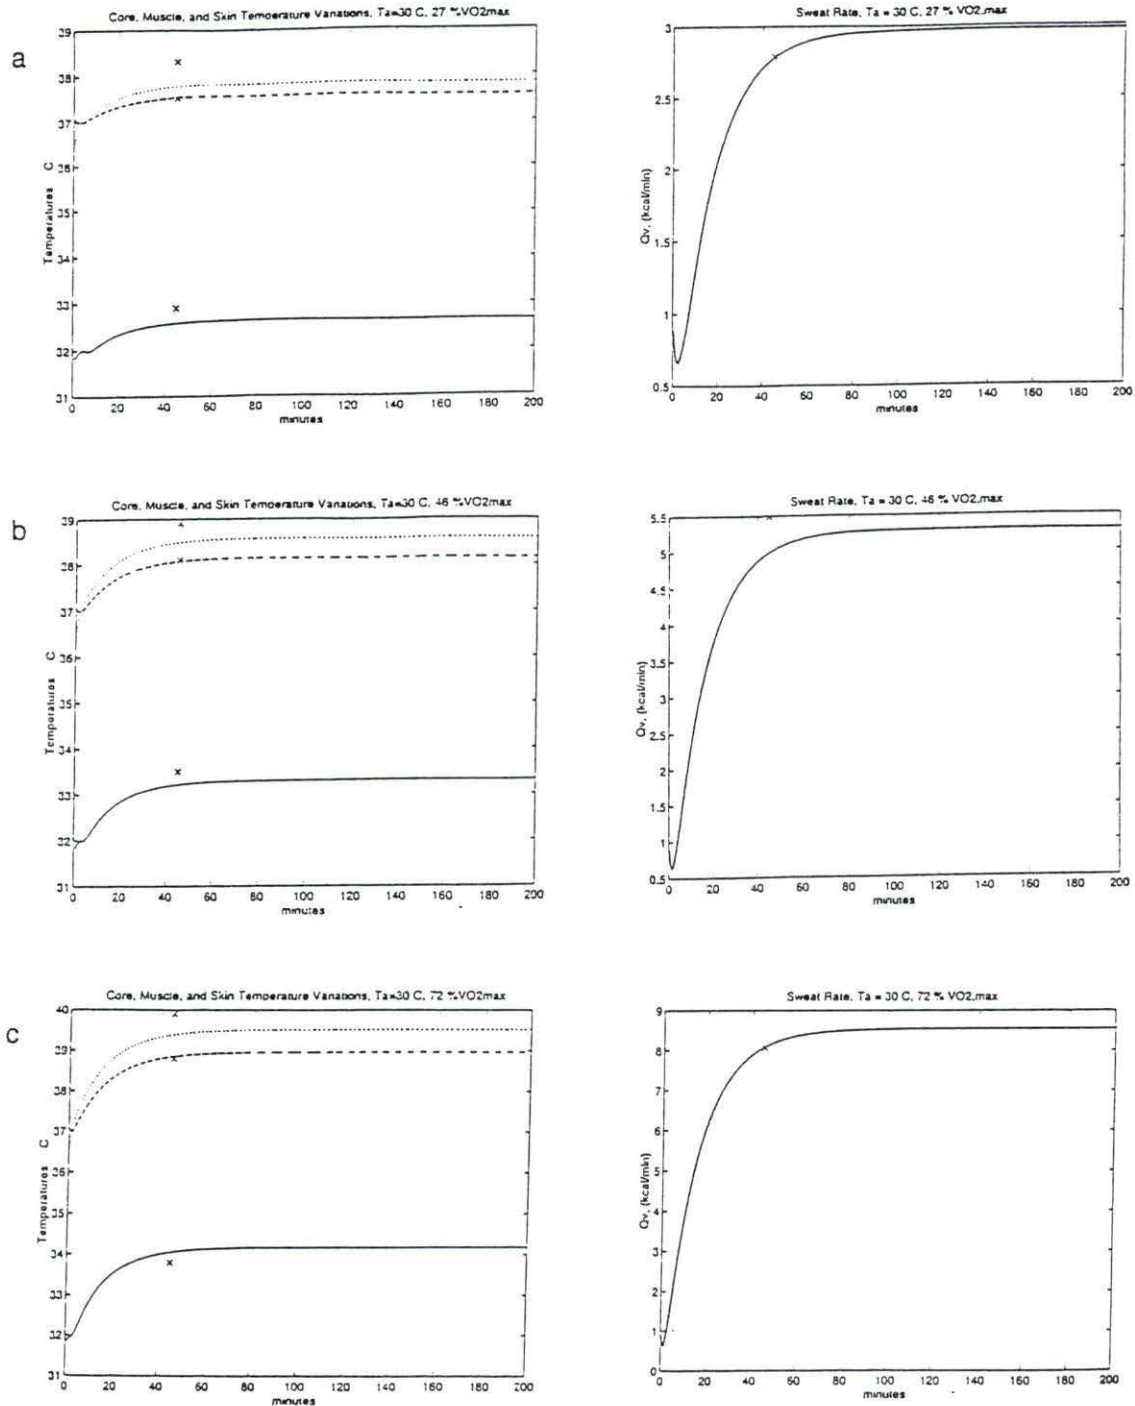 a
Core, Muscle, and Skin Temperature Variations, Ta=30 C, 27 %VO2max
Temperatures C
39
38
37
36
35
34
33
32
31
0 20 40 60 80 100 120 140 160 180 200
minutes
Sweat Rate, Ta = 30 C, 27 % VO2,max
Qv, (kcal/min)
3
2.5
2
1.5
1
0.5
0 20 40 60 80 100 120 140 160 180 200
minutes
b
Core, Muscle, and Skin Temperature Variations, Ta=30 C, 46 %VO2max
Temperatures C
39
38
37
36
35
34
33
32
31
0 20 40 60 80 100 120 140 160 180 200
minutes
Sweat Rate, Ta = 30 C, 46 % VO2,max
Qv, (kcal/min)
5.5
5
4.5
4
3.5
3
2.5
2
1.5
1
0.5
0 20 40 60 80 100 120 140 160 180 200
minutes
c
Core, Muscle, and Skin Temperature Variations, Ta=30 C, 72 %VO2max
Temperatures C
40
39
38
37
36
35
34
33
32
31
0 20 40 60 80 100 120 140 160 180 200
minutes
Sweat Rate, Ta = 30 C, 72 % VO2,max
Qv, (kcal/min)
9
8
7
6
5
4
3
2
1
0
0 20 40 60 80 100 120 140 160 180 200
minutes